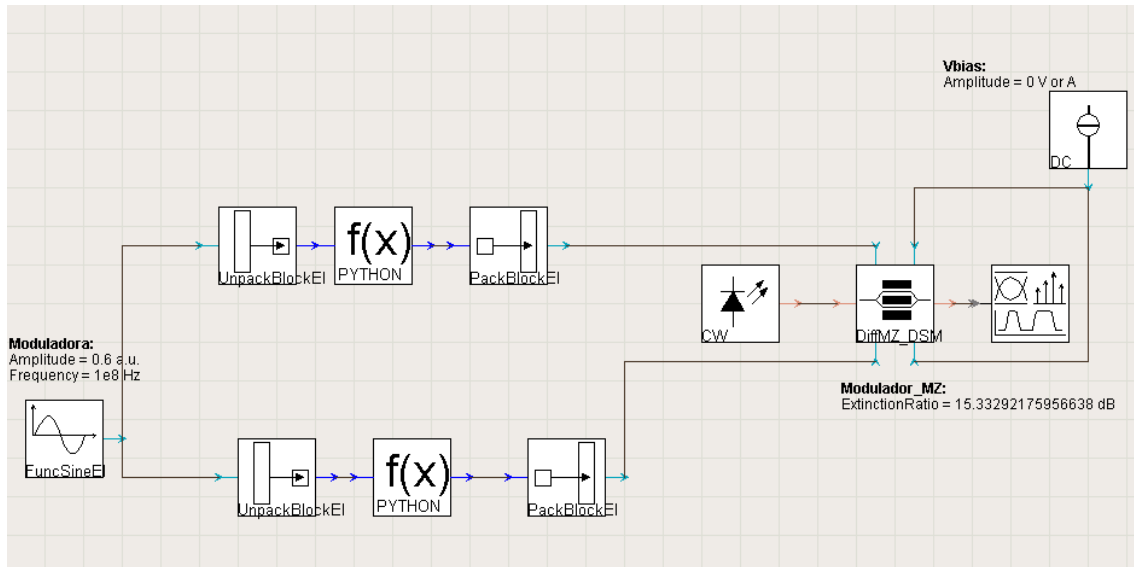 Vbias:
Amplitude = 0 V or A
DC
UnpackBlockEl
f(x)
PYTHON
PackBlockEl
CW
DiffMZ_DSM
Moduladora:
Amplitude = 0.6 a.u.
Frequency = 1e8 Hz
Modulador_MZ:
ExtinctionRatio = 15.33292175956638 dB
FuncSineEl
UnpackBlockEl
f(x)
PYTHON
PackBlockEl